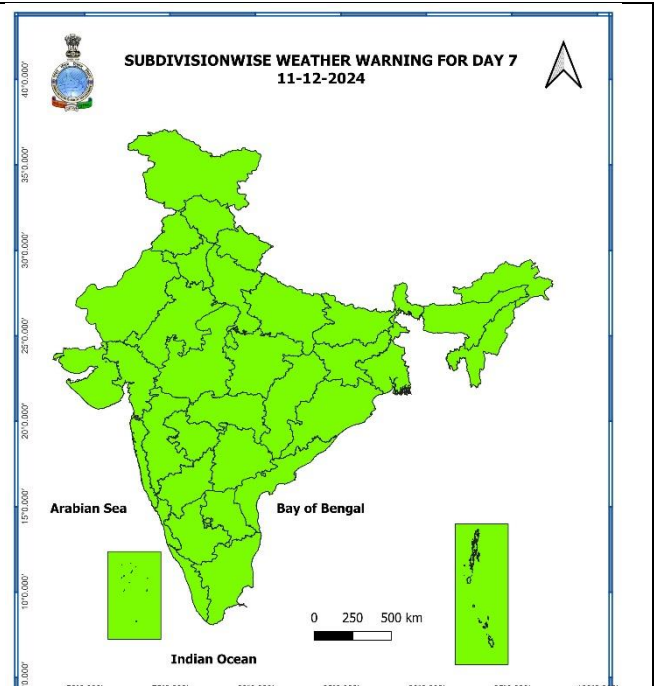 SUBDIVISIONWISE WEATHER WARNING FOR DAY 7
11-12-2024
40°0.000'
35°0.000'
30°0.000'
25°0.000'
20°0.000'
15°0.000'
10°0.000'
Arabian Sea
Bay of Bengal
0 250 500 km
Indian Ocean